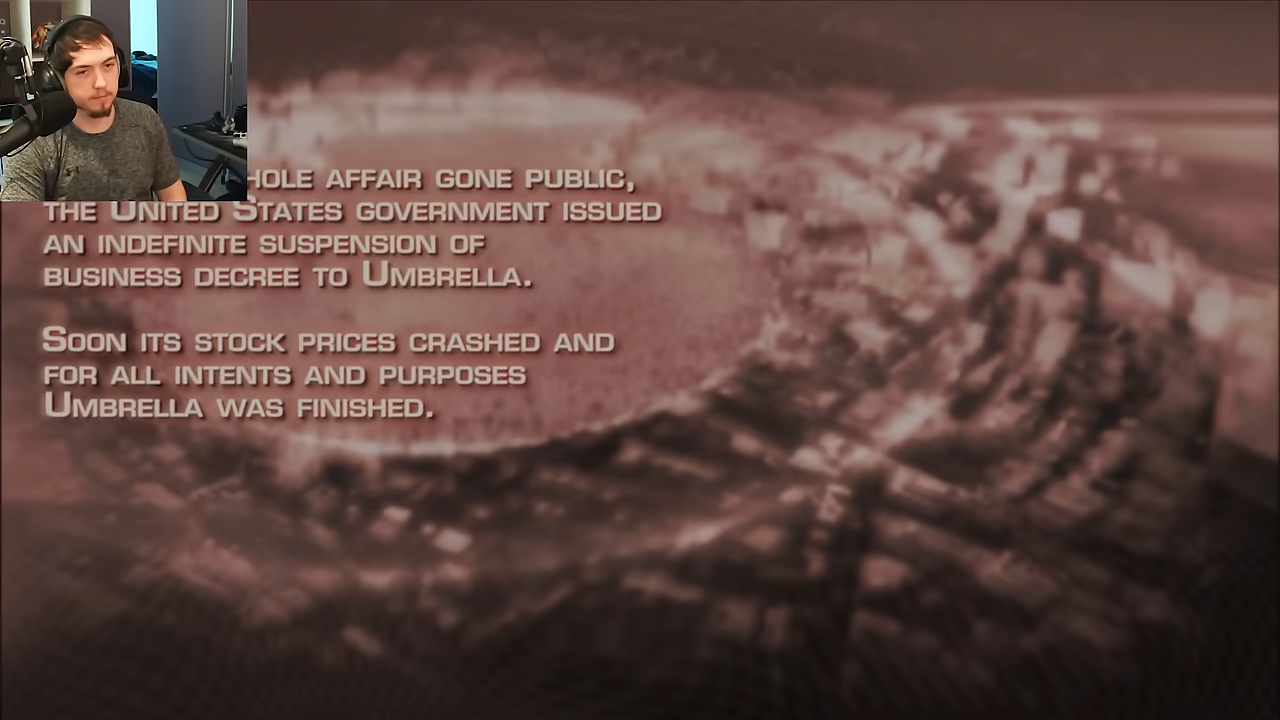 HOLE AFFAIR GONE PUBLIC,
THE UNITED STATES GOVERNMENT ISSUED
AN INDEFINITE SUSPENSION OF
BUSINESS DECREE TO UMBRELLA.
SOON ITS STOCK PRICES CRASHED AND
FOR ALL INTENTS AND PURPOSES
UMBRELLA WAS FINISHED.